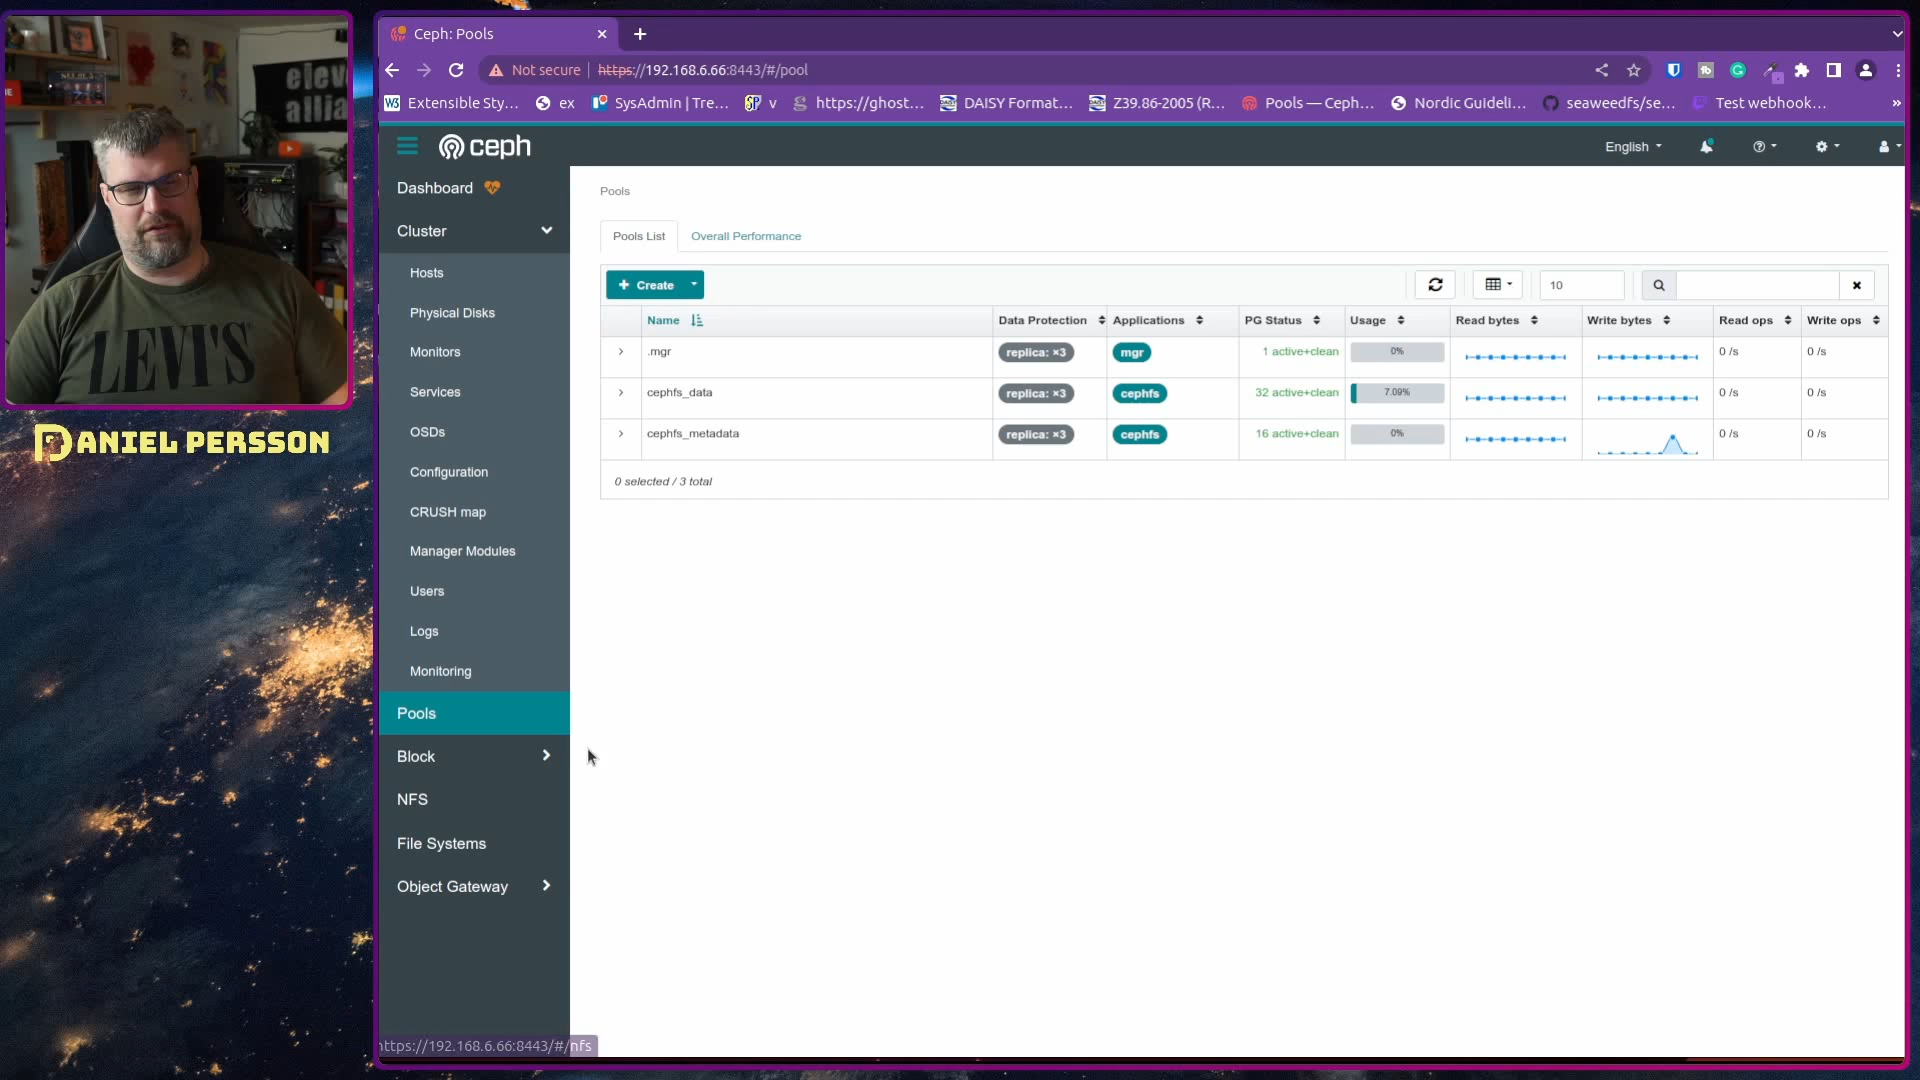 Ceph: Pools
Not secure
https://192.168.6.66:8443/#/pool
Extensible Sty...
ex
SysAdmin | Tre...
v
https://ghost...
DAISY Format...
Z39.86-2005 (R...
Pools — Ceph...
Nordic Guideli...
seaweedfs/se...
Test webhook...
»
ceph
English
Dashboard
Cluster
Hosts
Physical Disks
Monitors
Services
OSDs
Configuration
CRUSH map
Manager Modules
Users
Logs
Monitoring
Pools
Block
NFS
File Systems
Object Gateway
https://192.168.6.66:8443/#/nfs
Pools
Pools List
Overall Performance
Create
10
Name Data Protection Applications PG Status Usage Read bytes Write bytes Read ops Write ops
.mgr replica: ×3 mgr 1 active+clean 0% 0 /s 0 /s
cephfs_data replica: ×3 cephfs 32 active+clean 7.09% 0 /s 0 /s
cephfs_metadata replica: ×3 cephfs 16 active+clean 0% 0 /s 0 /s
0 selected / 3 total
LEVI'S
DANIEL PERSSON